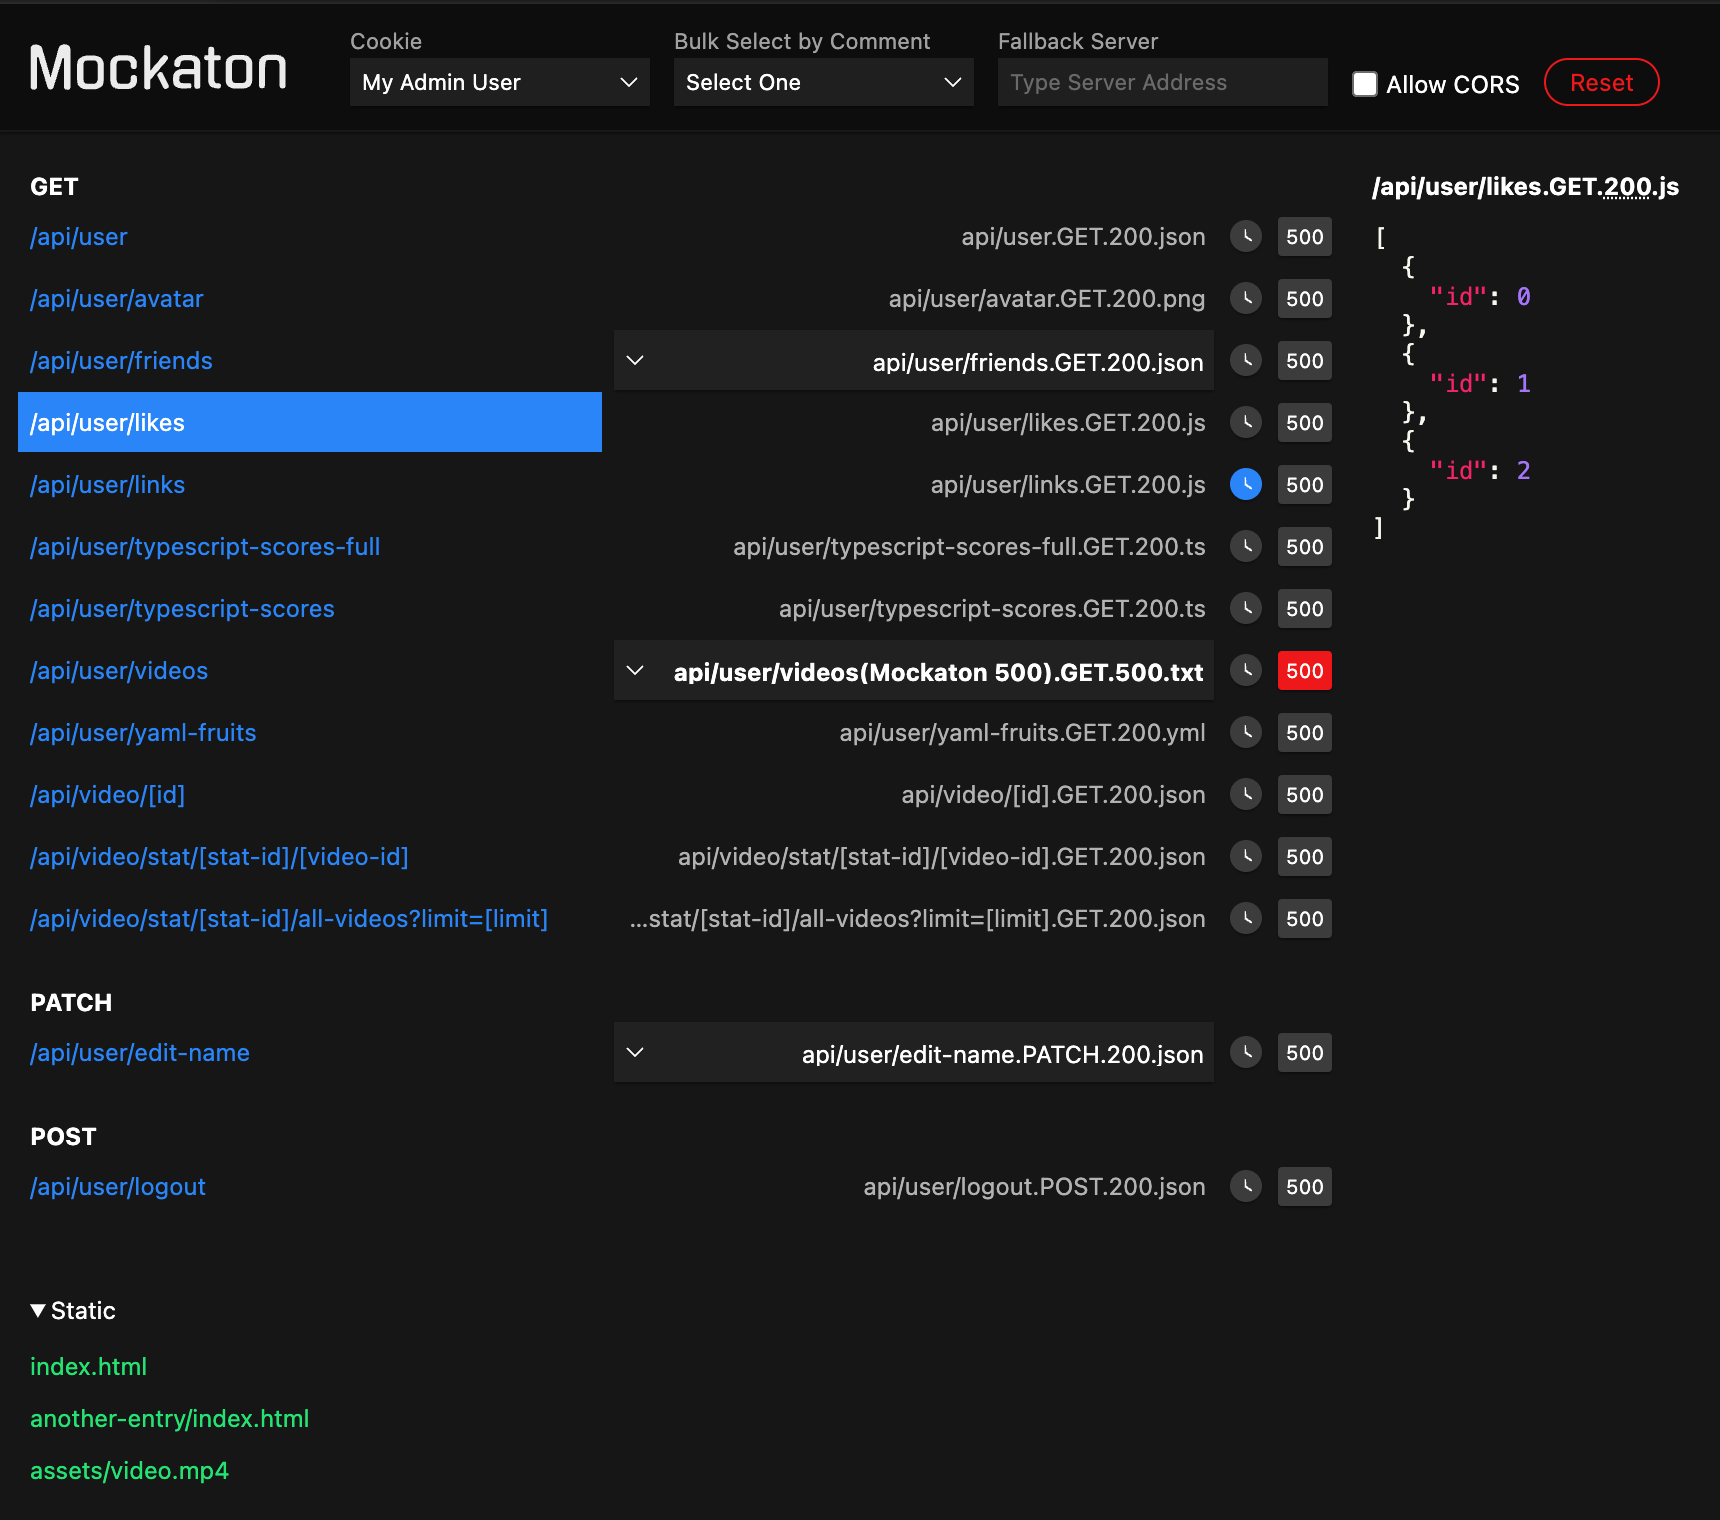 Mockaton
Cookie
My Admin User
Bulk Select by Comment
Select One
Fallback Server
Type Server Address
Allow CORS
Reset
GET
/api/user api/user.GET.200.json 500
/api/user/avatar api/user/avatar.GET.200.png 500
/api/user/friends api/user/friends.GET.200.json 500
/api/user/likes api/user/likes.GET.200.js 500
/api/user/links api/user/links.GET.200.js 500
/api/user/typescript-scores-full api/user/typescript-scores-full.GET.200.ts 500
/api/user/typescript-scores api/user/typescript-scores.GET.200.ts 500
/api/user/videos api/user/videos(Mockaton 500).GET.500.txt 500
/api/user/yaml-fruits api/user/yaml-fruits.GET.200.yml 500
/api/video/[id] api/video/[id].GET.200.json 500
/api/video/stat/[stat-id]/[video-id] api/video/stat/[stat-id]/[video-id].GET.200.json 500
/api/video/stat/[stat-id]/all-videos?limit=[limit] ...stat/[stat-id]/all-videos?limit=[limit].GET.200.json 500
PATCH
/api/user/edit-name api/user/edit-name.PATCH.200.json 500
POST
/api/user/logout api/user/logout.POST.200.json 500
▼ Static
index.html
another-entry/index.html
assets/video.mp4
/api/user/likes.GET.200.js
[
  {
    "id": 0
  },
  {
    "id": 1
  },
  {
    "id": 2
  }
]